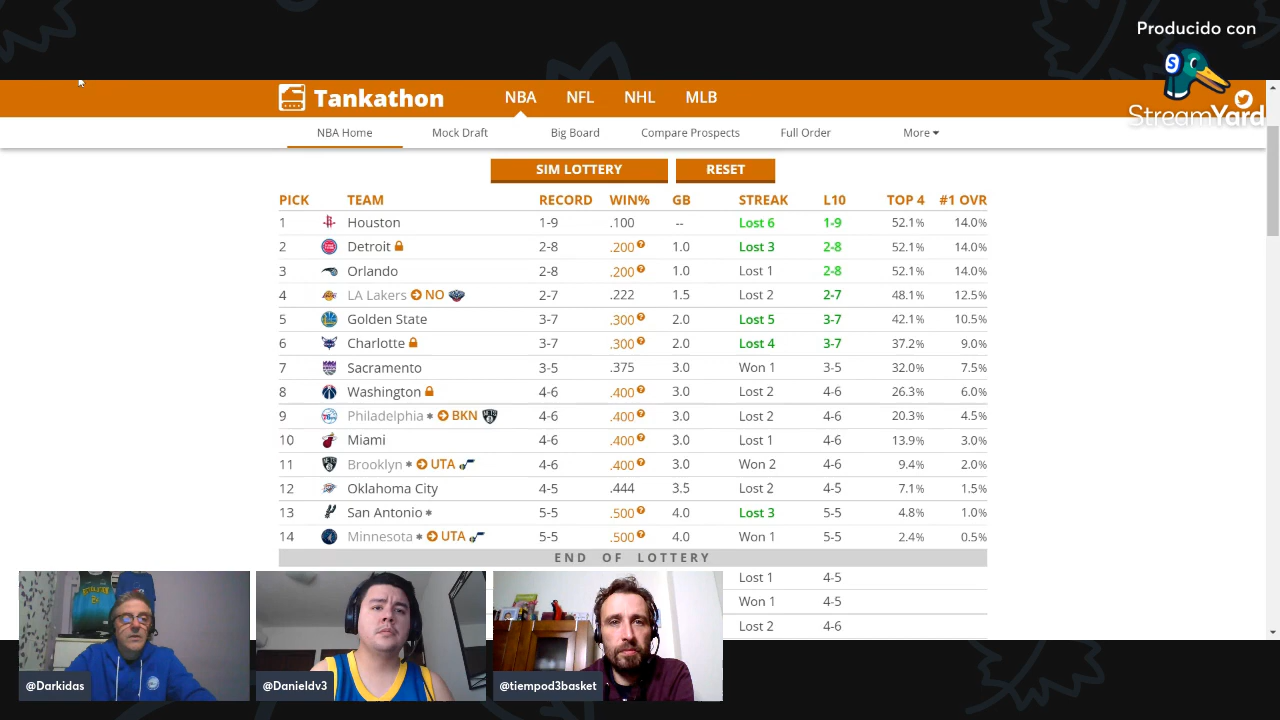 Producido con
StreamYard
Tankathon NBA NFL NHL MLB
NBA Home Mock Draft Big Board Compare Prospects Full Order More
SIM LOTTERY RESET
PICK TEAM RECORD WIN% GB STREAK L10 TOP 4 #1 OVR
1 Houston 1-9 .100 -- Lost 6 1-9 52.1% 14.0%
2 Detroit 2-8 .200 1.0 Lost 3 2-8 52.1% 14.0%
3 Orlando 2-8 .200 1.0 Lost 1 2-8 52.1% 14.0%
4 LA Lakers NO 2-7 .222 1.5 Lost 2 2-7 48.1% 12.5%
5 Golden State 3-7 .300 2.0 Lost 5 3-7 42.1% 10.5%
6 Charlotte 3-7 .300 2.0 Lost 4 3-7 37.2% 9.0%
7 Sacramento 3-5 .375 3.0 Won 1 3-5 32.0% 7.5%
8 Washington 4-6 .400 3.0 Lost 2 4-6 26.3% 6.0%
9 Philadelphia * BKN 4-6 .400 3.0 Lost 2 4-6 20.3% 4.5%
10 Miami 4-6 .400 3.0 Lost 1 4-6 13.9% 3.0%
11 Brooklyn * UTA 4-6 .400 3.0 Won 2 4-6 9.4% 2.0%
12 Oklahoma City 4-5 .444 3.5 Lost 2 4-5 7.1% 1.5%
13 San Antonio * 5-5 .500 4.0 Lost 3 5-5 4.8% 1.0%
14 Minnesota * UTA 5-5 .500 4.0 Won 1 5-5 2.4% 0.5%
END OF LOTTERY
Lost 1 4-5
Won 1 4-5
Lost 2 4-6
@Darkidas @Danieldv3 @tiempod3basket